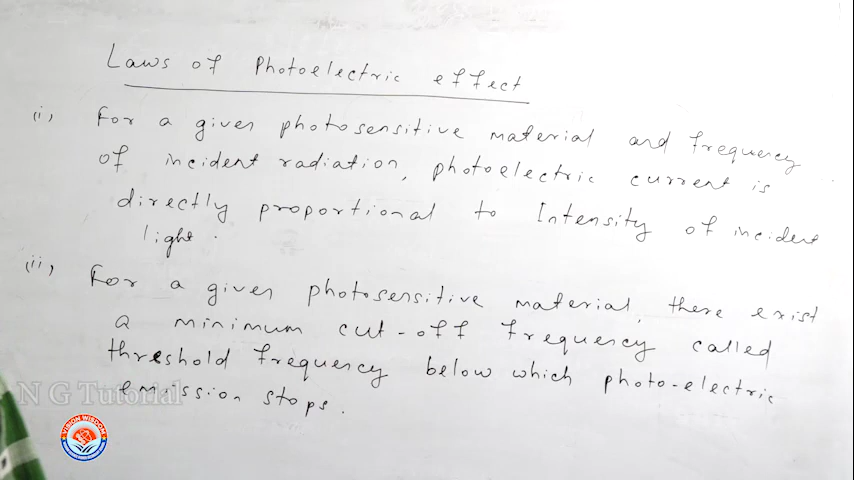 Laws of Photoelectric effect
(i) For a given photosensitive material and frequency
of incident radiation, photoelectric current is
directly proportional to Intensity of incident
light.
(ii) For a given photosensitive material, there exist
a minimum cut-off frequency called
threshold frequency below which photo-electric
emission stops.
N G Tutorial
VISION WISDOM